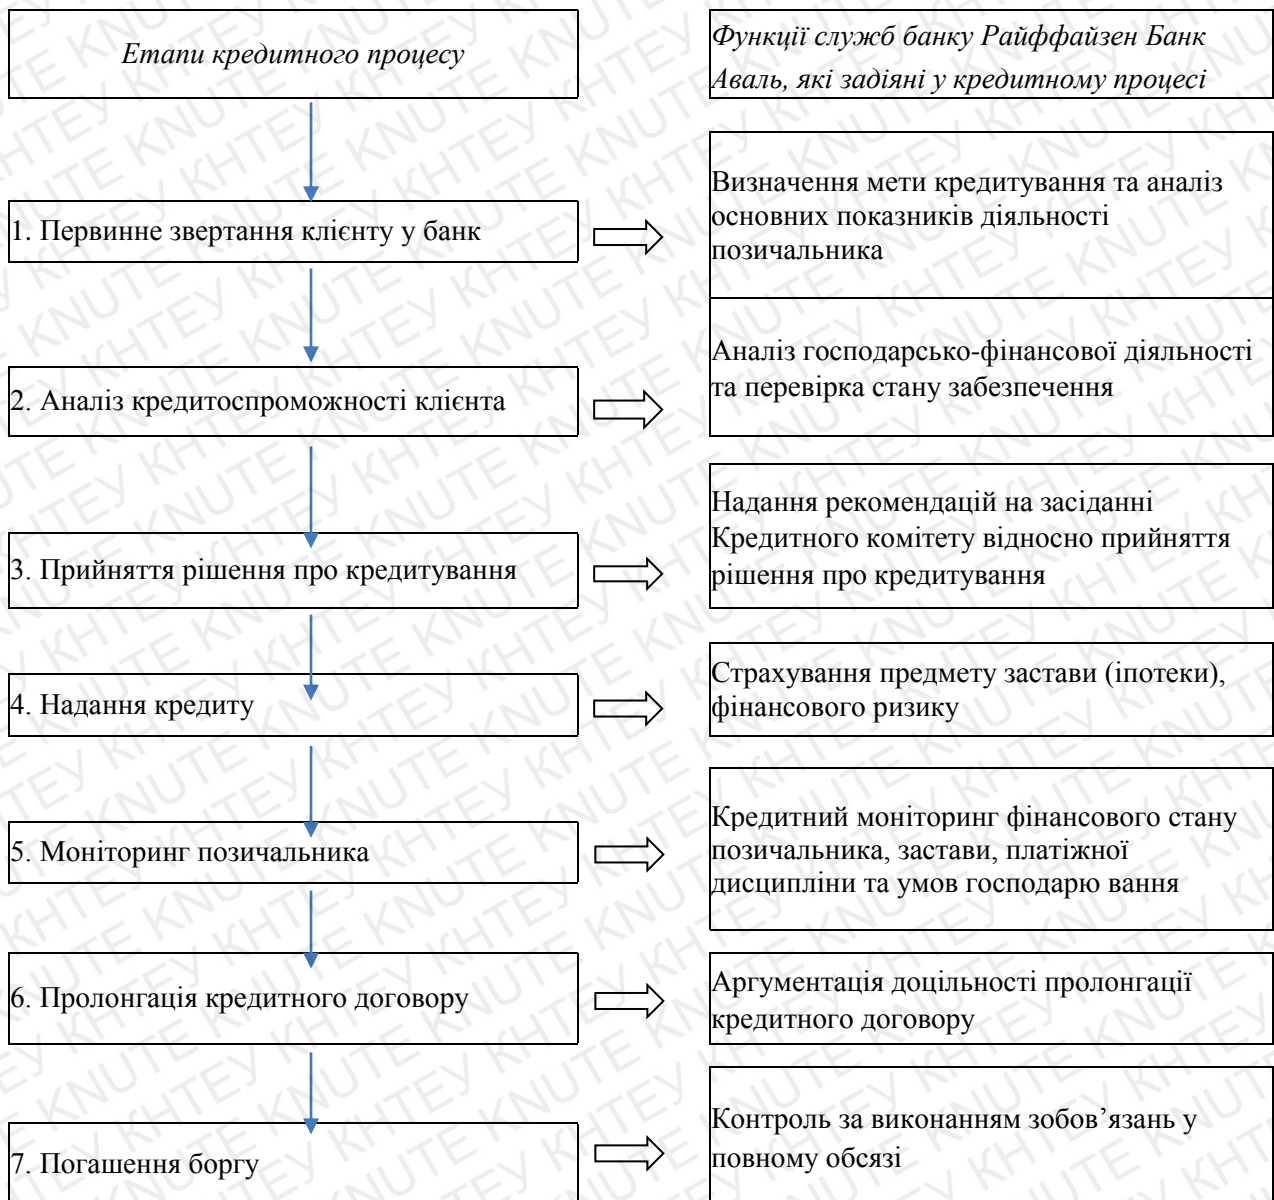 Етапи кредитного процесу
Функції служб банку Райффайзен Банк
Аваль, які задіяні у кредитному процесі
1. Первинне звертання клієнту у банк
Визначення мети кредитування та аналіз
основних показників діяльності
позичальника
2. Аналіз кредитоспроможності клієнта
Аналіз господарсько-фінансової діяльності
та перевірка стану забезпечення
3. Прийняття рішення про кредитування
Надання рекомендацій на засіданні
Кредитного комітету відносно прийняття
рішення про кредитування
4. Надання кредиту
Страхування предмету застави (іпотеки),
фінансового ризику
5. Моніторинг позичальника
Кредитний моніторинг фінансового стану
позичальника, застави, платіжної
дисципліни та умов господарю вання
6. Пролонгація кредитного договору
Аргументація доцільності пролонгації
кредитного договору
7. Погашення боргу
Контроль за виконанням зобов’язань у
повному обсязі